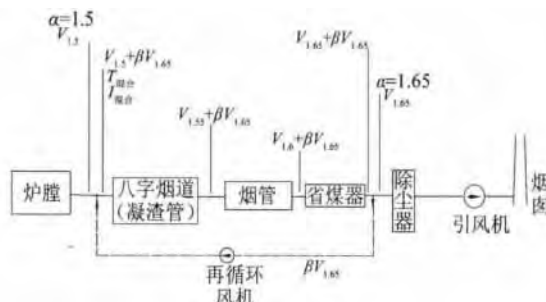 α=1.5
V₁.₅
V₁.₅+βV₁.₆₅
T混合
I混合
V₁.₅₅+βV₁.₆₅
V₁.₆+βV₁.₆₅
V₁.₆₅+βV₁.₆₅
α=1.65
V₁.₆₅
炉膛
八字烟道
(凝渣管)
烟管
省煤器
除尘器
引风机
烟囱
再循环
风机
βV₁.₆₅